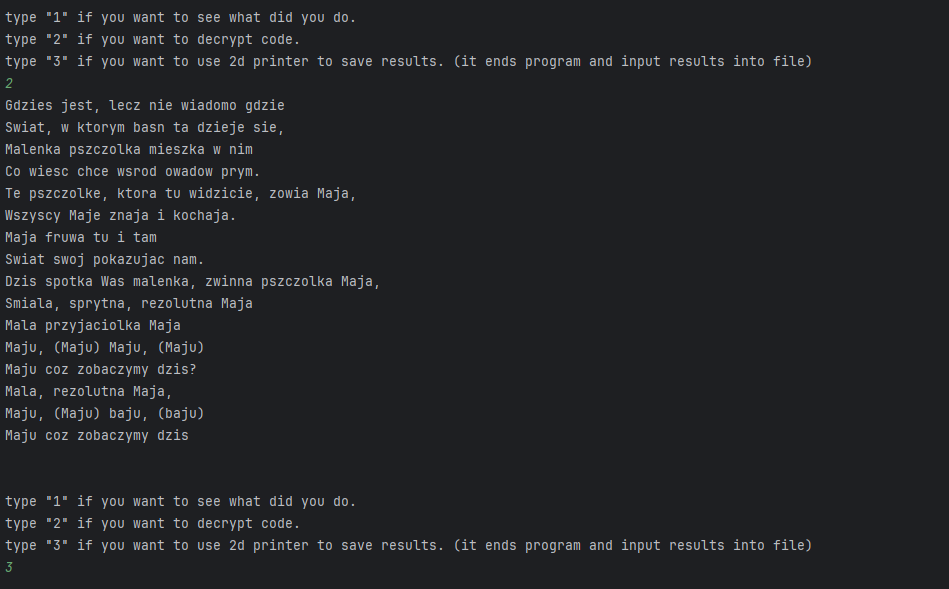 type "1" if you want to see what did you do.
type "2" if you want to decrypt code.
type "3" if you want to use 2d printer to save results. (it ends program and input results into file)
2
Gdzies jest, lecz nie wiadomo gdzie
Swiat, w ktorym basn ta dzieje sie,
Malenka pszczolka mieszka w nim
Co wiesc chce wsrod owadow prym.
Te pszczolke, ktora tu widzicie, zowia Maja,
Wszyscy Maje znaja i kochaja.
Maja fruwa tu i tam
Swiat swoj pokazujac nam.
Dzis spotka Was malenka, zwinna pszczolka Maja,
Smiala, sprytna, rezolutna Maja
Mala przyjaciolka Maja
Maju, (Maju) Maju, (Maju)
Maju coz zobaczymy dzis?
Mala, rezolutna Maja,
Maju, (Maju) baju, (baju)
Maju coz zobaczymy dzis
type "1" if you want to see what did you do.
type "2" if you want to decrypt code.
type "3" if you want to use 2d printer to save results. (it ends program and input results into file)
3